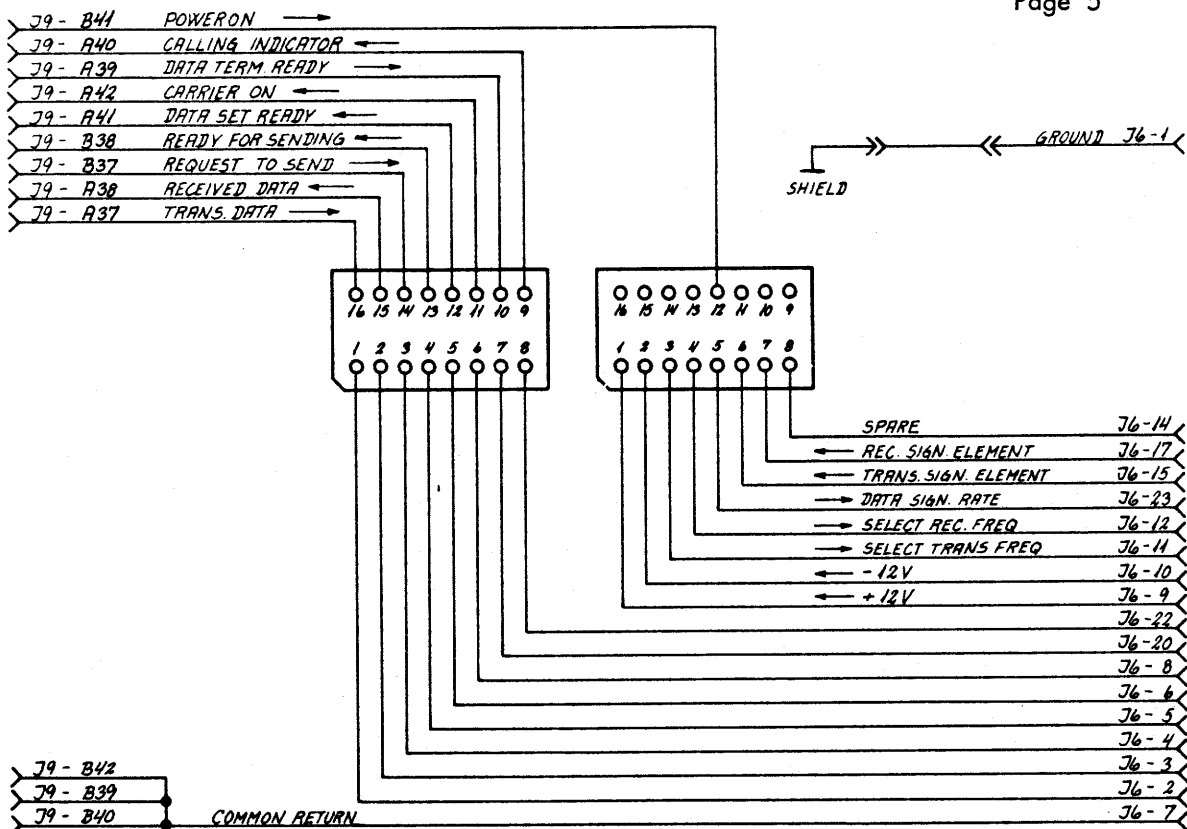 Page 5
J9 - B41 POWER ON
J9 - A40 CALLING INDICATOR
J9 - A39 DATA TERM. READY
J9 - A42 CARRIER ON
J9 - A41 DATA SET READY
J9 - B38 READY FOR SENDING
J9 - B37 REQUEST TO SEND
J9 - A38 RECEIVED DATA
J9 - A37 TRANS. DATA
GROUND J6-1
SHIELD
16 15 14 13 12 11 10 9
1 2 3 4 5 6 7 8
16 15 14 13 12 11 10 9
1 2 3 4 5 6 7 8
SPARE J6-14
REC. SIGN. ELEMENT J6-17
TRANS. SIGN. ELEMENT J6-15
DATA SIGN. RATE J6-23
SELECT REC. FREQ J6-12
SELECT TRANS FREQ J6-11
-12V J6-10
+12V J6-9
J6-22
J6-20
J6-8
J6-6
J6-5
J6-4
J6-3
J6-2
J9 - B42
J9 - B39
J9 - B40 COMMON RETURN J6-7